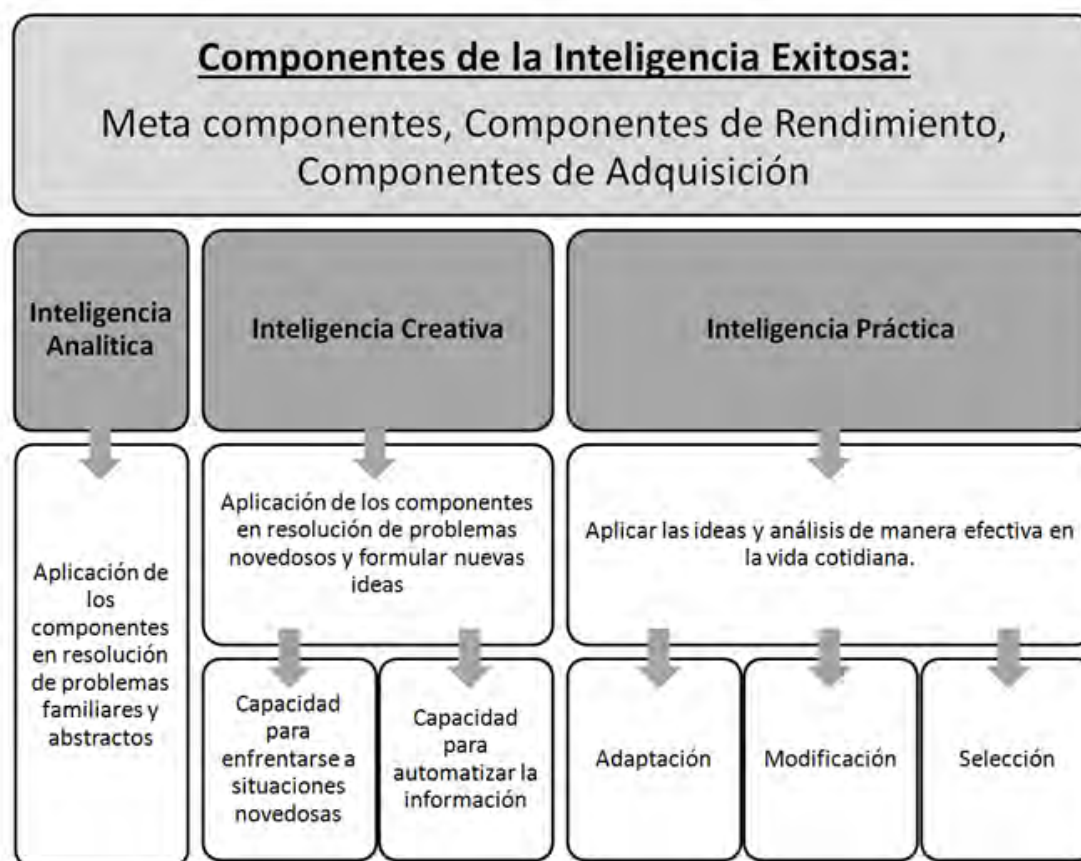 Componentes de la Inteligencia Exitosa:
Meta componentes, Componentes de Rendimiento,
Componentes de Adquisición
Inteligencia
Analitica
Inteligencia Creativa
Inteligencia Práctica
Aplicación de
los
componentes
en resolución
de problemas
familiares y
abstractos
Aplicación de los componentes
en resolución de problemas
novedosos y formular nuevas
ideas
Aplicar las ideas y análisis de manera efectiva en
la vida cotidiana.
Capacidad
para
enfrentarse a
situaciones
novedosas
Capacidad
para
automatizar la
información
Adaptación
Modificación
Selección